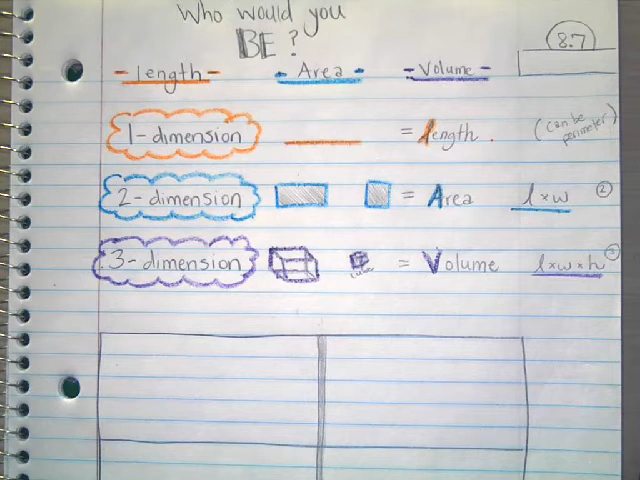 Who would you
BE?
8.7
- Length - - Area - - Volume -
1-dimension = Length. (can be perimeter)
2-dimension = Area l x w ②
3-dimension cube = Volume l x w x h ③